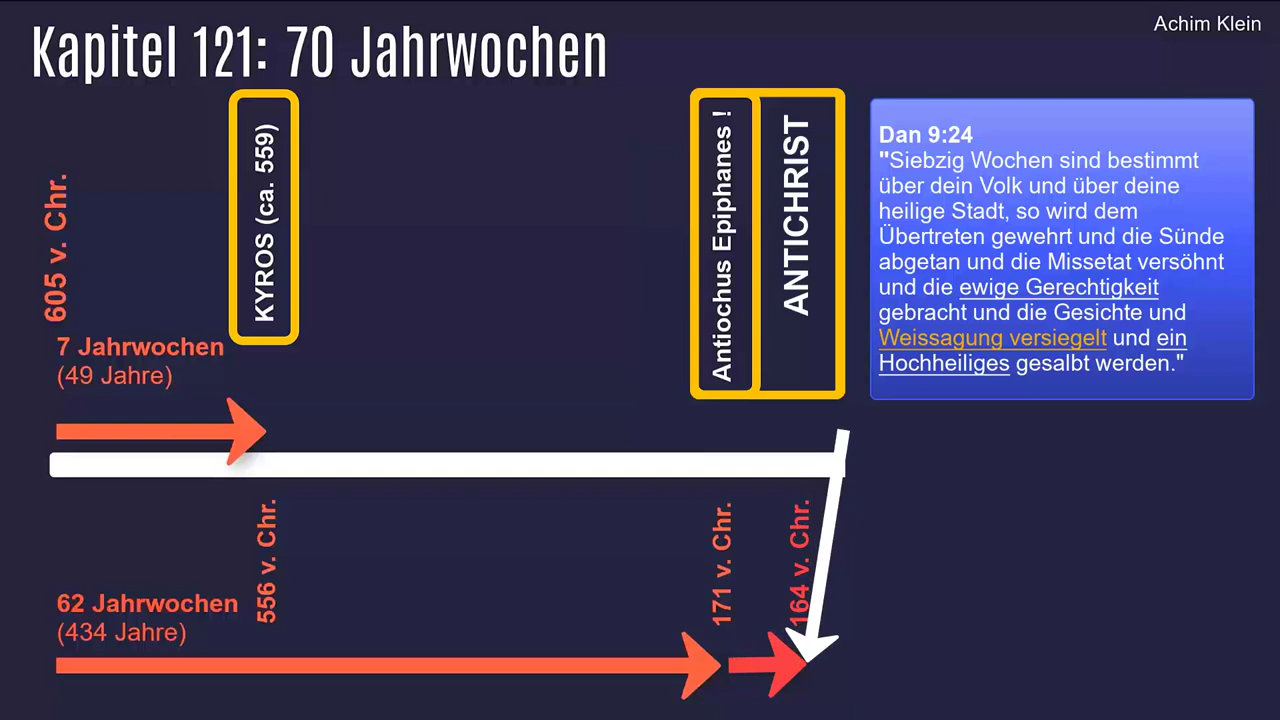 Kapitel 121: 70 Jahrwochen
Achim Klein
605 v. Chr.
KYROS (ca. 559)
Antiochus Epiphanes !
ANTICHRIST
Dan 9:24
"Siebzig Wochen sind bestimmt
über dein Volk und über deine
heilige Stadt, so wird dem
Übertreten gewehrt und die Sünde
abgetan und die Missetat versöhnt
und die ewige Gerechtigkeit
gebracht und die Gesichte und
Weissagung versiegelt und ein
Hochheiliges gesalbt werden."
7 Jahrwochen
(49 Jahre)
556 v. Chr.
171 v. Chr.
164 v. Chr.
62 Jahrwochen
(434 Jahre)